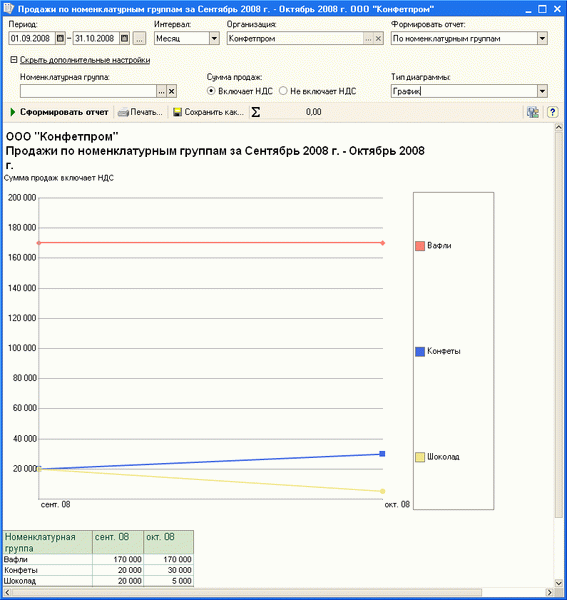 Продажи по номенклатурным группам за Сентябрь 2008 г. - Октябрь 2008 г. ООО "Конфетпром"
Период: Интервал: Организация: Формировать отчет:
01.09.2008 – 31.10.2008 ... Месяц Конфетпром ... × По номенклатурным группам
Скрыть дополнительные настройки
Номенклатурная группа: Сумма продаж: Тип диаграммы:
... × Включает НДС Не включает НДС График
Сформировать отчет Печать... Сохранить как... Σ 0,00 ?
ООО "Конфетпром"
Продажи по номенклатурным группам за Сентябрь 2008 г. - Октябрь 2008
г.
Сумма продаж включает НДС
200 000
180 000
Вафли
160 000
140 000
120 000
100 000
Конфеты
80 000
60 000
40 000
Шоколад
20 000
сент. 08 окт. 08
Номенклатурная группа сент. 08 окт. 08
Вафли 170 000 170 000
Конфеты 20 000 30 000
Шоколад 20 000 5 000